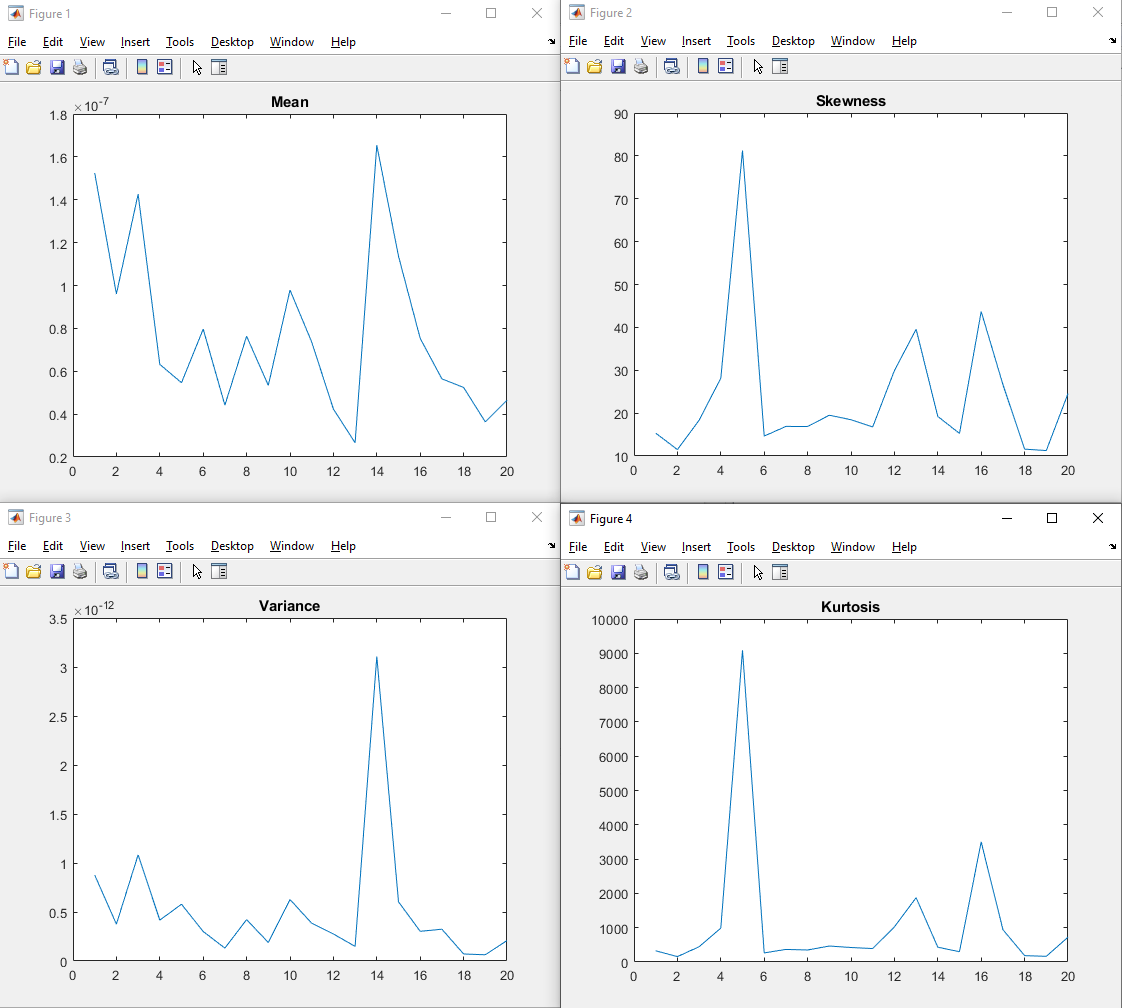 Figure 1
File Edit View Insert Tools Desktop Window Help
×10-7
Mean
1.8
1.6
1.4
1.2
1
0.8
0.6
0.4
0.2
0 2 4 6 8 10 12 14 16 18 20
Figure 2
File Edit View Insert Tools Desktop Window Help
Skewness
90
80
70
60
50
40
30
20
10
0 2 4 6 8 10 12 14 16 18 20
Figure 3
File Edit View Insert Tools Desktop Window Help
×10-12
Variance
3.5
3
2.5
2
1.5
1
0.5
0
0 2 4 6 8 10 12 14 16 18 20
Figure 4
File Edit View Insert Tools Desktop Window Help
Kurtosis
10000
9000
8000
7000
6000
5000
4000
3000
2000
1000
0
0 2 4 6 8 10 12 14 16 18 20